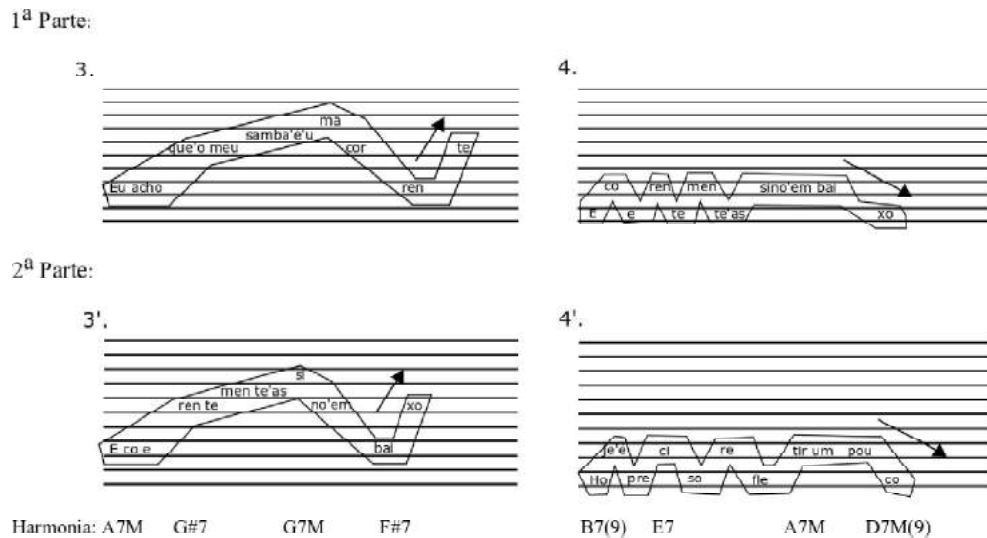 1ª Parte:
3.
ma
samba'é'u
que'o meu cor te
Eu acho ren
4.
co ren men sino'em bai
E e te te'as xo
2ª Parte:
3'.
si
men te'as
ren te no'em xo
E co e bai
4'.
je'é ci re tir um pou
Ho pre so fle co
Harmonia: A7M G#7 G7M F#7 B7(9) E7 A7M D7M(9)